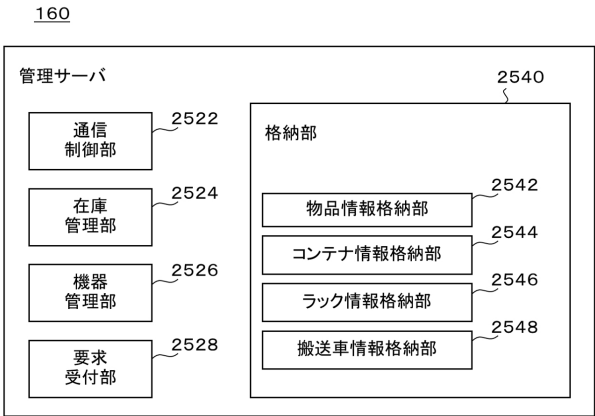 160
管理サーバ
2540
通信
制御部
2522
格納部
在庫
管理部
2524
物品情報格納部
2542
コンテナ情報格納部
2544
機器
管理部
2526
ラック情報格納部
2546
要求
受付部
2528
搬送車情報格納部
2548